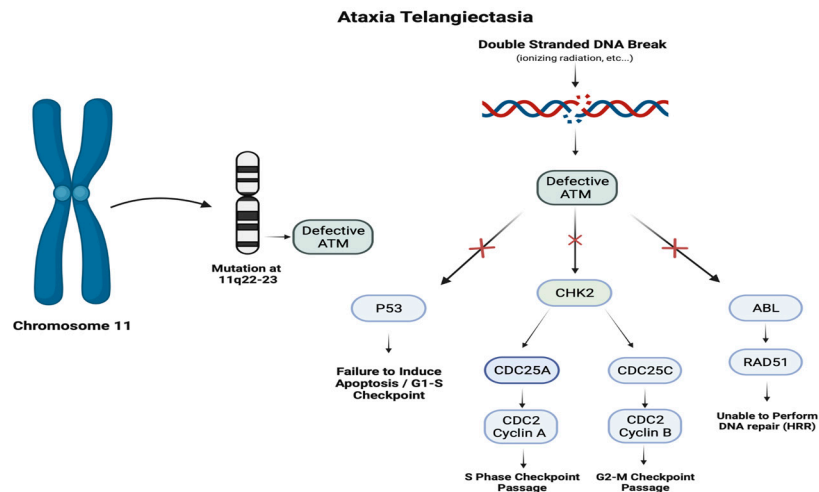 Ataxia Telangiectasia
Double Stranded DNA Break
(ionizing radiation, etc...)
Defective
ATM
Defective
ATM
Mutation at
11q22-23
Chromosome 11
P53
CHK2
ABL
Failure to Induce
Apoptosis / G1-S
Checkpoint
CDC25A
CDC25C
RAD51
CDC2
Cyclin A
CDC2
Cyclin B
Unable to Perform
DNA repair (HRR)
S Phase Checkpoint
Passage
G2-M Checkpoint
Passage